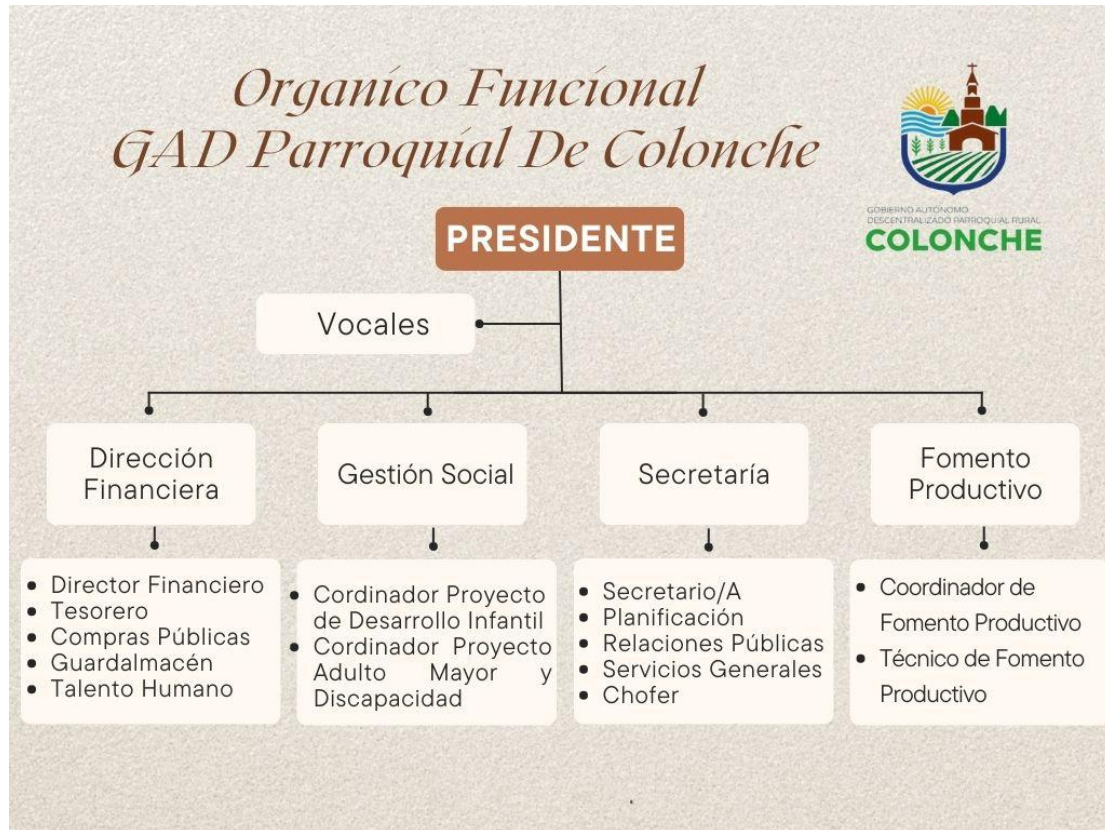 Organico Funcional
GAD Parroquial De Colonche
GOBIERNO AUTÓNOMO
DESCENTRALIZADO PARROQUIAL RURAL
COLONCHE
PRESIDENTE
Vocales
Dirección
Financiera
Gestión Social
Secretaría
Fomento
Productivo
• Director Financiero
• Tesorero
• Compras Públicas
• Guardalmacén
• Talento Humano
• Cordinador Proyecto
de Desarrollo Infantil
• Cordinador Proyecto
Adulto Mayor y
Discapacidad
• Secretario/A
• Planificación
• Relaciones Públicas
• Servicios Generales
• Chofer
• Coordinador de
Fomento Productivo
• Técnico de Fomento
Productivo